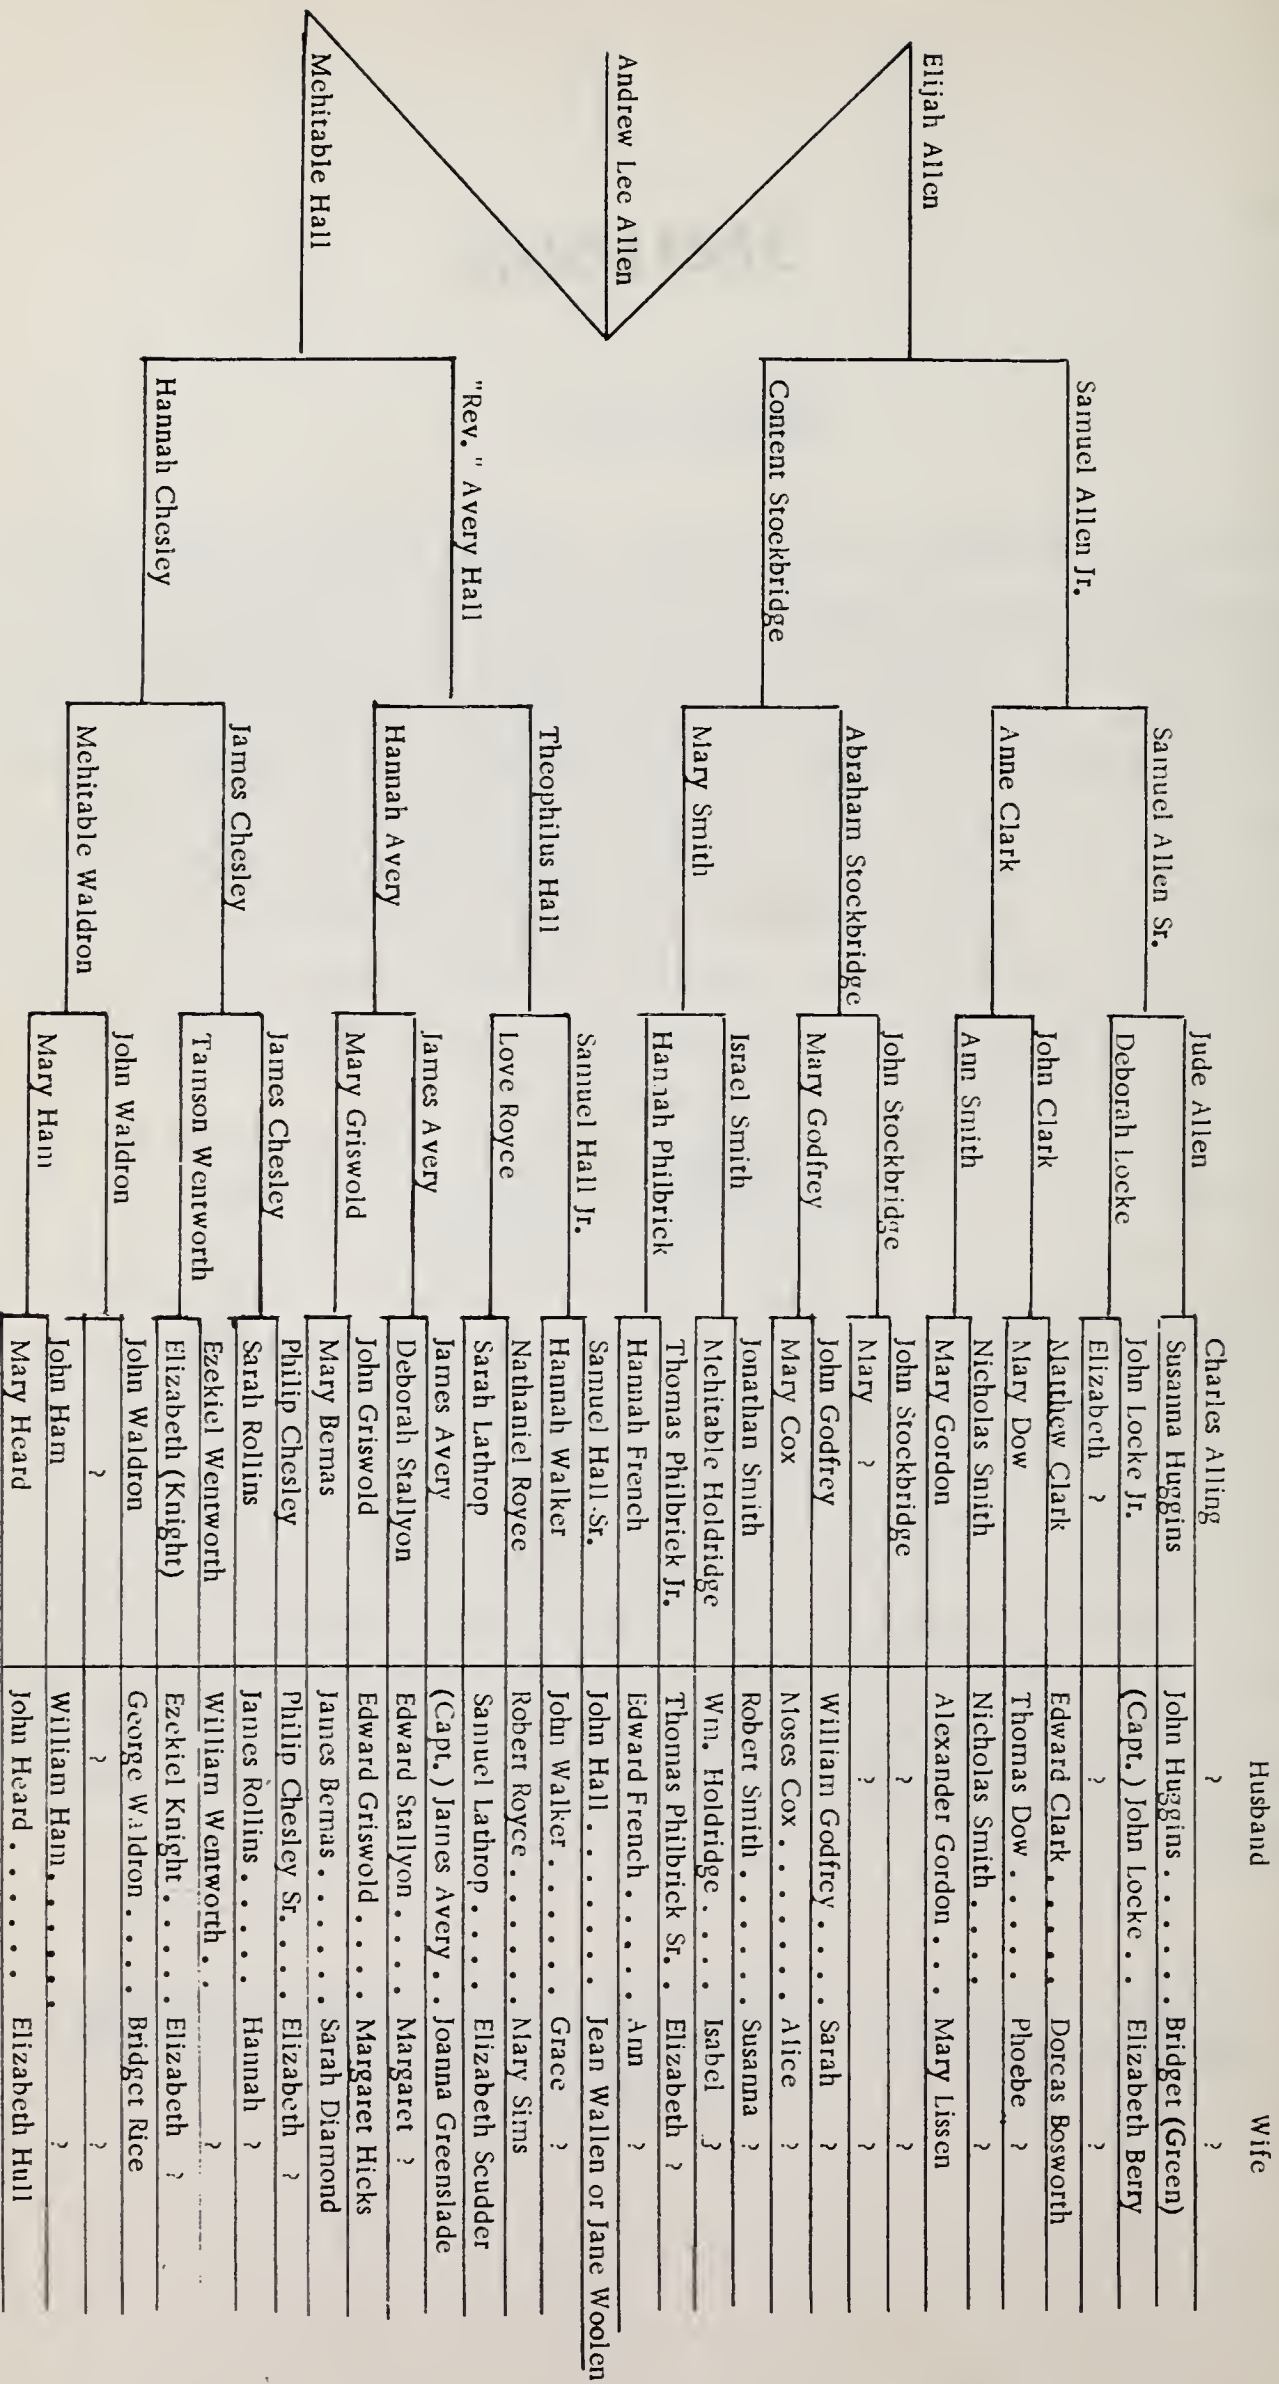 Husband Wife
Charles Alling ? ?
Jude Allen
Susanna Huggins John Huggins . . . . . Bridget (Green)
Samuel Allen Sr.
John Locke Jr. (Capt.) John Locke . . Elizabeth Berry
Deborah Locke
Elizabeth ? ? ?
Samuel Allen Jr.
Matthew Clark Edward Clark . . . . . Dorcas Bosworth
John Clark
Mary Dow Thomas Dow . . . . . Phoebe ?
Anne Clark
Nicholas Smith Nicholas Smith . . . . ?
Ann Smith
Mary Gordon Alexander Gordon . . . Mary Lissen
Elijah Allen
John Stockbridge ? ?
John Stockbridge
Mary ? ? ?
Abraham Stockbridge
John Godfrey William Godfrey . . . . Sarah ?
Mary Godfrey
Mary Cox Moses Cox . . . . . . Alice ?
Content Stockbridge
Jonathan Smith Robert Smith . . . . . . Susanna ?
Israel Smith
Mehitable Holdridge Wm. Holdridge . . . . Isabel ?
Mary Smith
Thomas Philbrick Jr. Thomas Philbrick Sr. . Elizabeth ?
Hannah Philbrick
Hannah French Edward French . . . . . Ann ?
Andrew Lee Allen
Samuel Hall Sr. John Hall . . . . . . . Jean Wallen or Jane Woolen
Samuel Hall Jr.
Hannah Walker John Walker . . . . . . Grace ?
Theophilus Hall
Nathaniel Royce Robert Royce . . . . . . Mary Sims
Love Royce
Sarah Lathrop Samuel Lathrop . . . . Elizabeth Scudder
"Rev. " Avery Hall
James Avery (Capt.) James Avery . . Joanna Greenslade
James Avery
Deborah Stallyon Edward Stallyon . . . . Margaret ?
Hannah Avery
John Griswold Edward Griswold . . . . Margaret Hicks
Mary Griswold
Mary Bemas James Bemas . . . . . . Sarah Diamond
Mehitable Hall
Philip Chesley Philip Chesley Sr. . . . Elizabeth ?
James Chesley
Sarah Rollins James Rollins . . . . . Hannah ?
James Chesley
Ezekiel Wentworth William Wentworth . . ?
Tamson Wentworth
Elizabeth (Knight) Ezekiel Knight . . . . . Elizabeth ?
Hannah Chesley
John Waldron George Waldron . . . . Bridget Rice
John Waldron
? ? ?
Mehitable Waldron
John Ham William Ham . . . . . . ?
Mary Ham
Mary Heard John Heard . . . . . . Elizabeth Hull